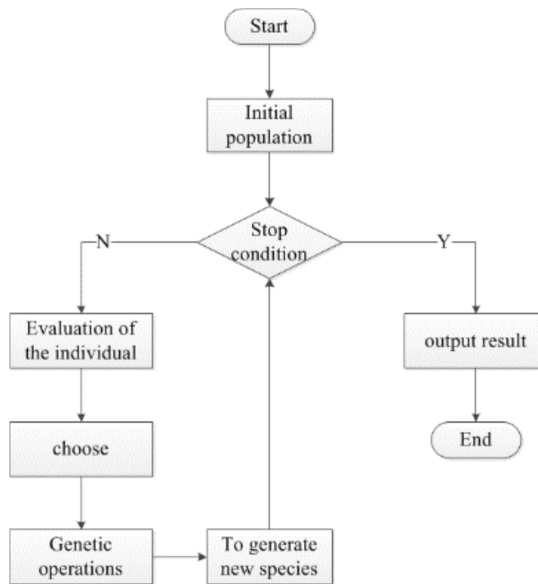 Start
Initial
population
Stop
condition
N
Y
Evaluation of
the individual
output result
choose
End
Genetic
operations
To generate
new species